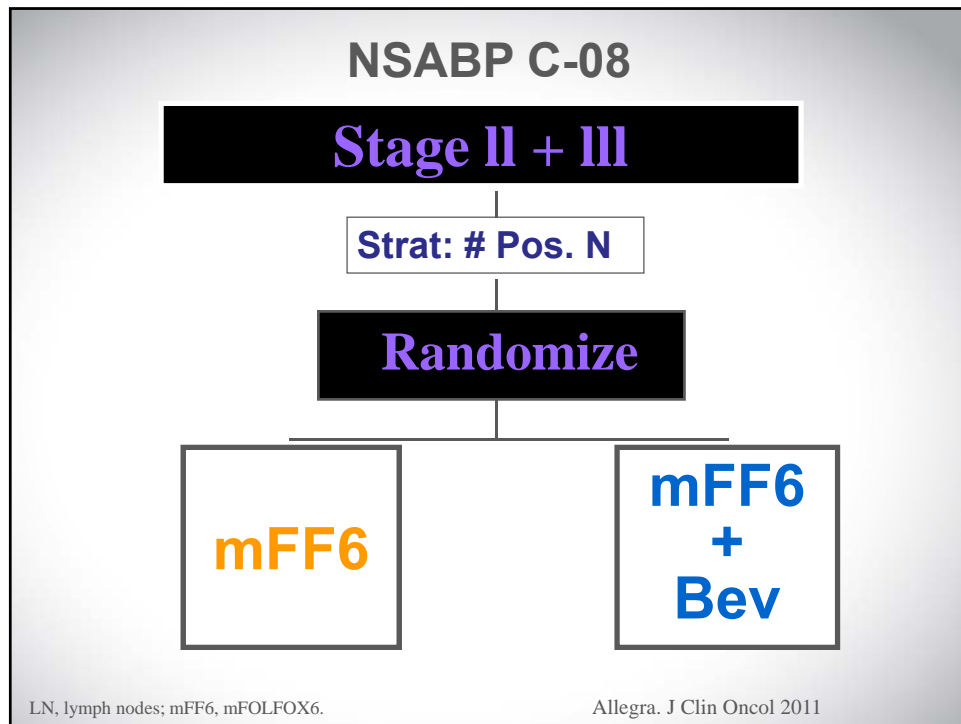 NSABP C-08
Stage ll + lll
Strat: # Pos. N
Randomize
mFF6
mFF6
+
Bev
LN, lymph nodes; mFF6, mFOLFOX6.
Allegra. J Clin Oncol 2011